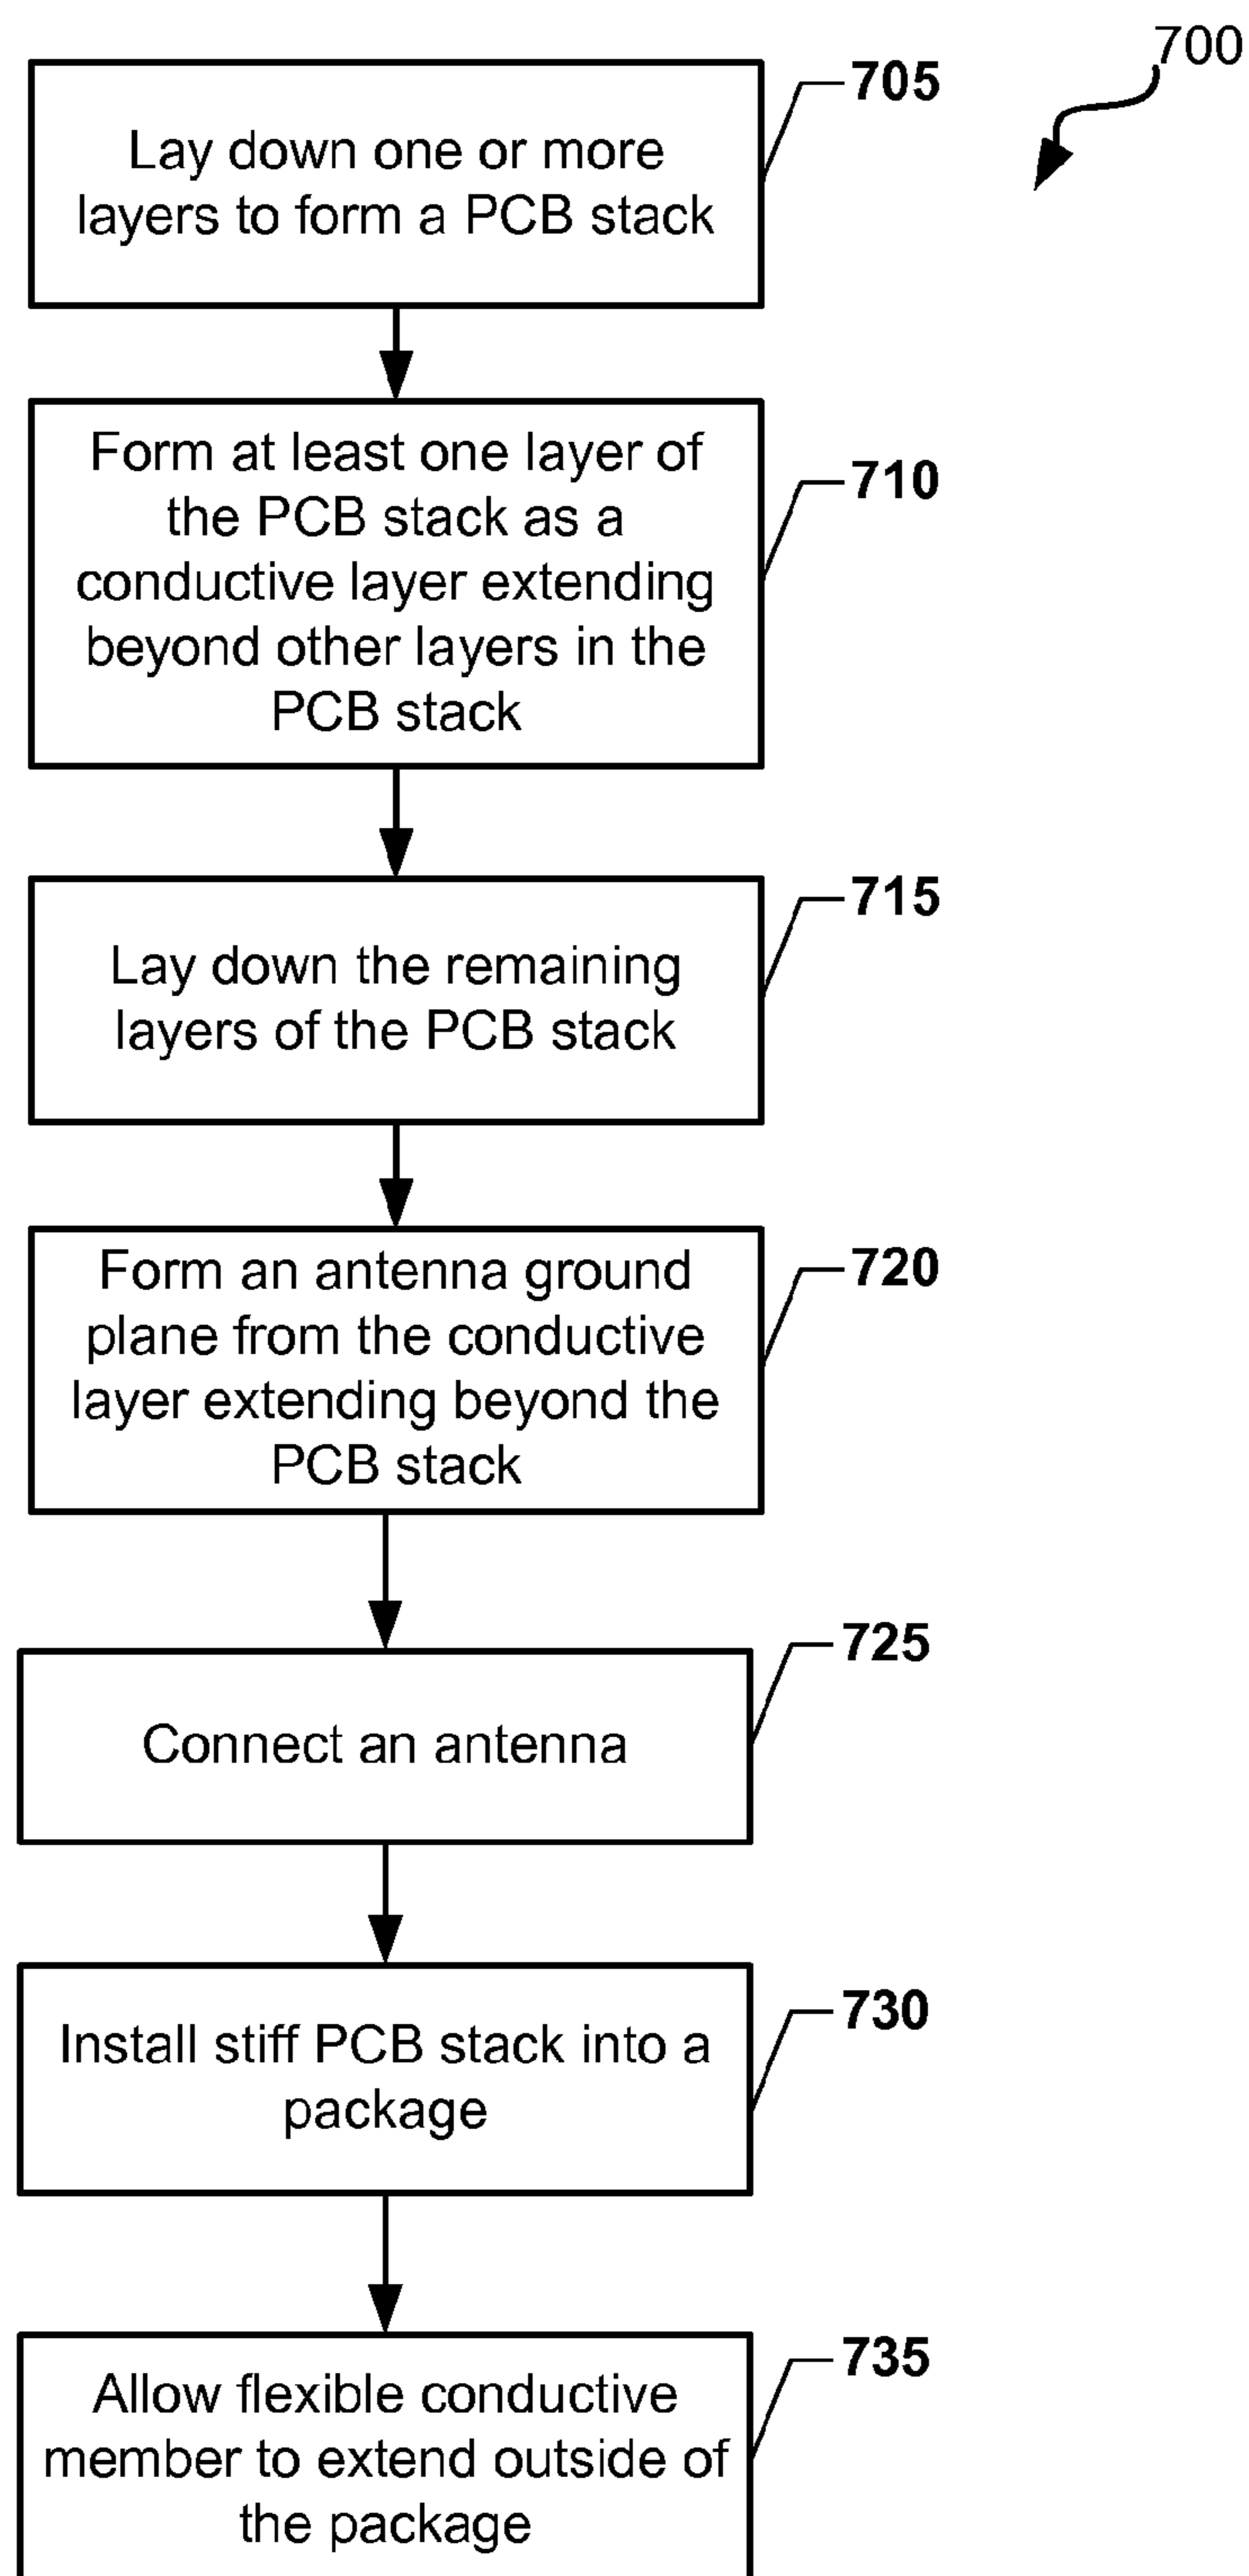 700
705
Lay down one or more
layers to form a PCB stack
710
Form at least one layer of
the PCB stack as a
conductive layer extending
beyond other layers in the
PCB stack
715
Lay down the remaining
layers of the PCB stack
720
Form an antenna ground
plane from the conductive
layer extending beyond the
PCB stack
725
Connect an antenna
730
Install stiff PCB stack into a
package
735
Allow flexible conductive
member to extend outside of
the package